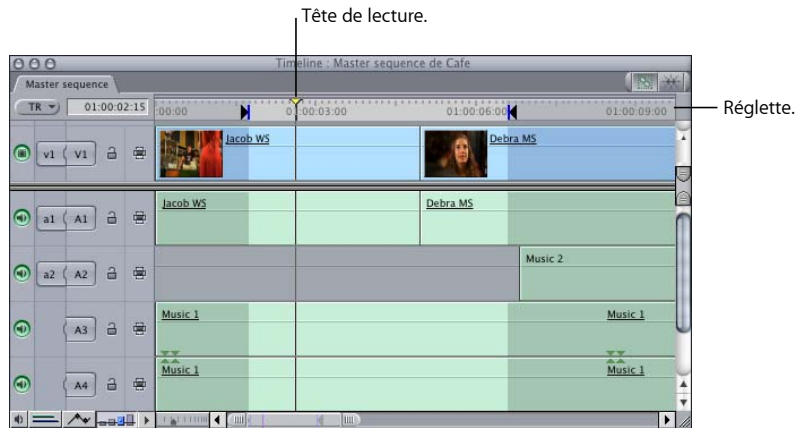 Tête de lecture.
Timeline : Master sequence de Cafe
Master sequence
TR 01:00:02:15 :00:00 01:00:03:00 01:00:06:00 01:00:09:00
Réglette.
v1 V1 Jacob WS Debra MS
a1 A1 Jacob WS Debra MS
a2 A2 Music 2
A3 Music 1 Music 1
A4 Music 1 Music 1